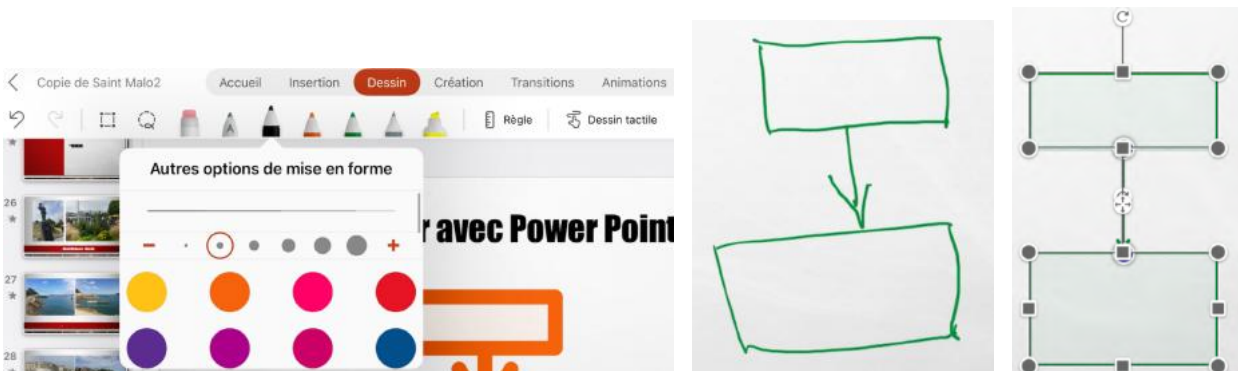 Copie de Saint Malo2 Accueil Insertion Dessin Création Transitions Animations
Règle Dessin tactile
Autres options de mise en forme
26
r avec Power Point
27
28